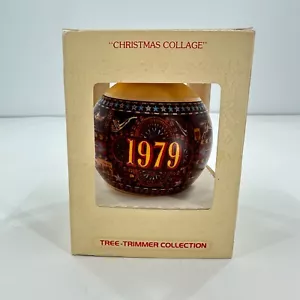 "CHRISTMAS COLLAGE"
1979
TREE-TRIMMER COLLECTION